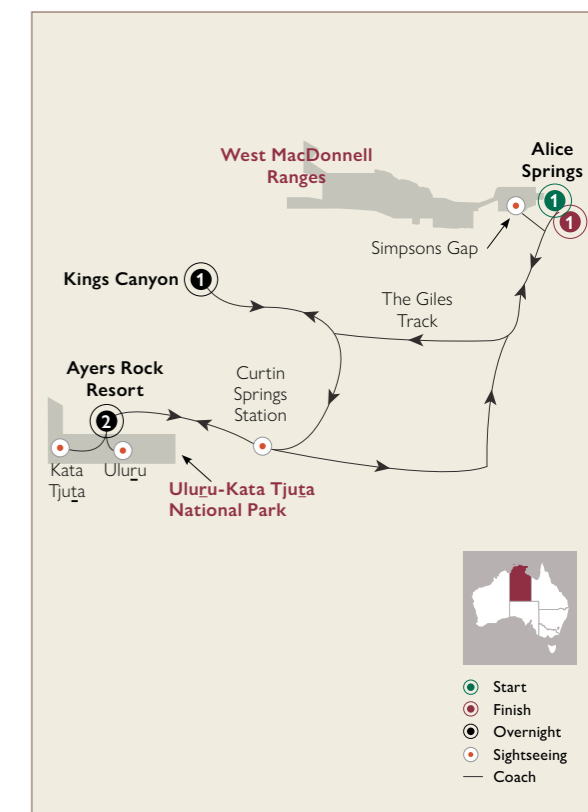 West MacDonnell
Ranges
Alice
Springs
1
1
Simpsons Gap
Kings Canyon
1
The Giles
Track
Ayers Rock
Resort
2
Curtin
Springs
Station
Kata
Tjuṯa
Uluṟu
Uluṟu-Kata Tjuṯa
National Park
Start
Finish
Overnight
Sightseeing
Coach